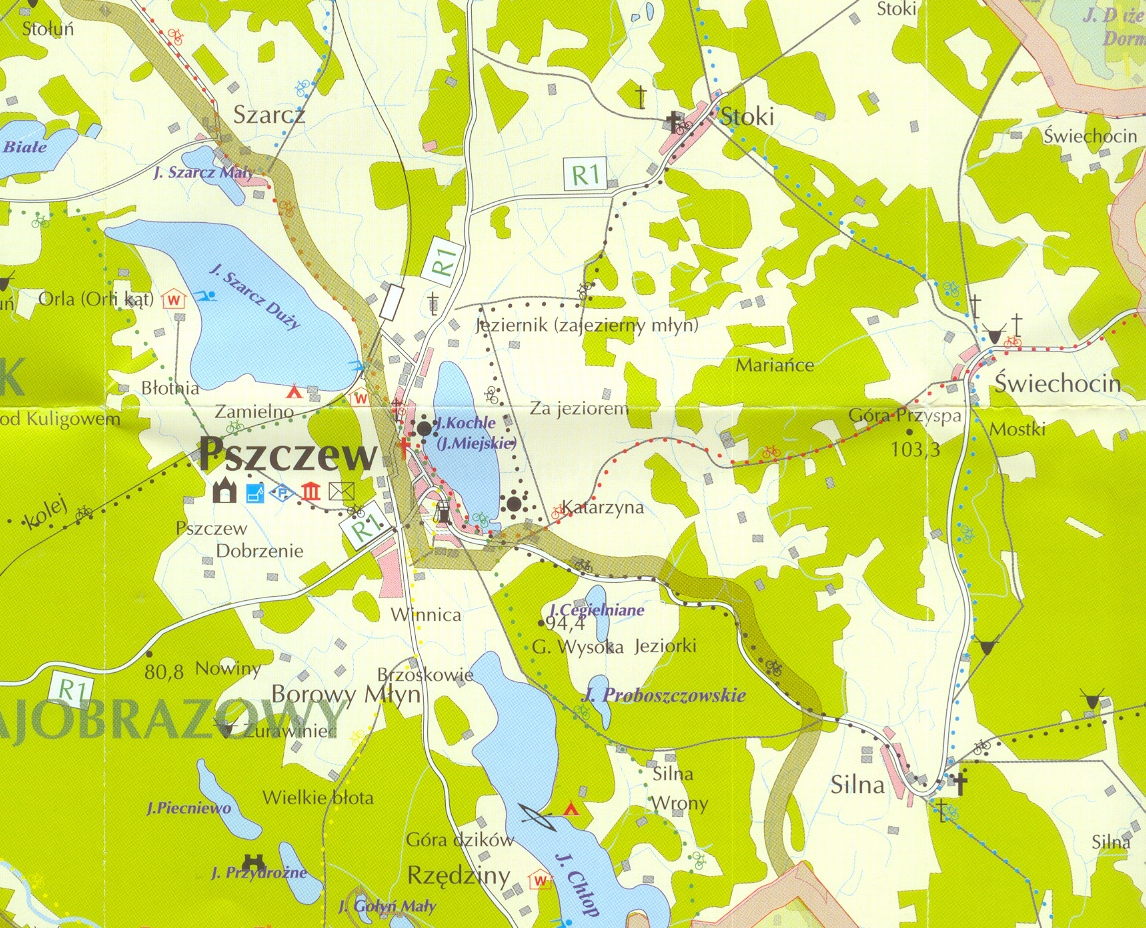 Stołuń
Stoki
J. D
Dorm
Szarcz
Stoki
Białe
Świechocin
J. Szarcz Mały
R1
R1
J. Szarcz Duży
Orla (Orli kąt)
W
Jeziernik (zajezierny młyn)
Mariańce
K
Błotnia
W
Świechocin
od Kuligowem
Zamielno
Za jeziorem
J.Kochle
(J.Miejskie)
Góra Przyspa
103,3
Mostki
Pszczew
P
Kolej
R1
Katarzyna
Pszczew
Dobrzenie
Winnica
J.Cegielniane
94,4
G. Wysoka
Jeziorki
80,8
Nowiny
Brzoskowie
R1
Borowy Młyn
J. Proboszczowskie
AJOBRAZOWY
Żurawiniec
Silna
Wrony
Silna
J.Piecniewo
Wielkie błota
Góra dzików
Silna
J. Przydrożne
Rzędziny
W
J. Chłop
J. Gołyń Mały